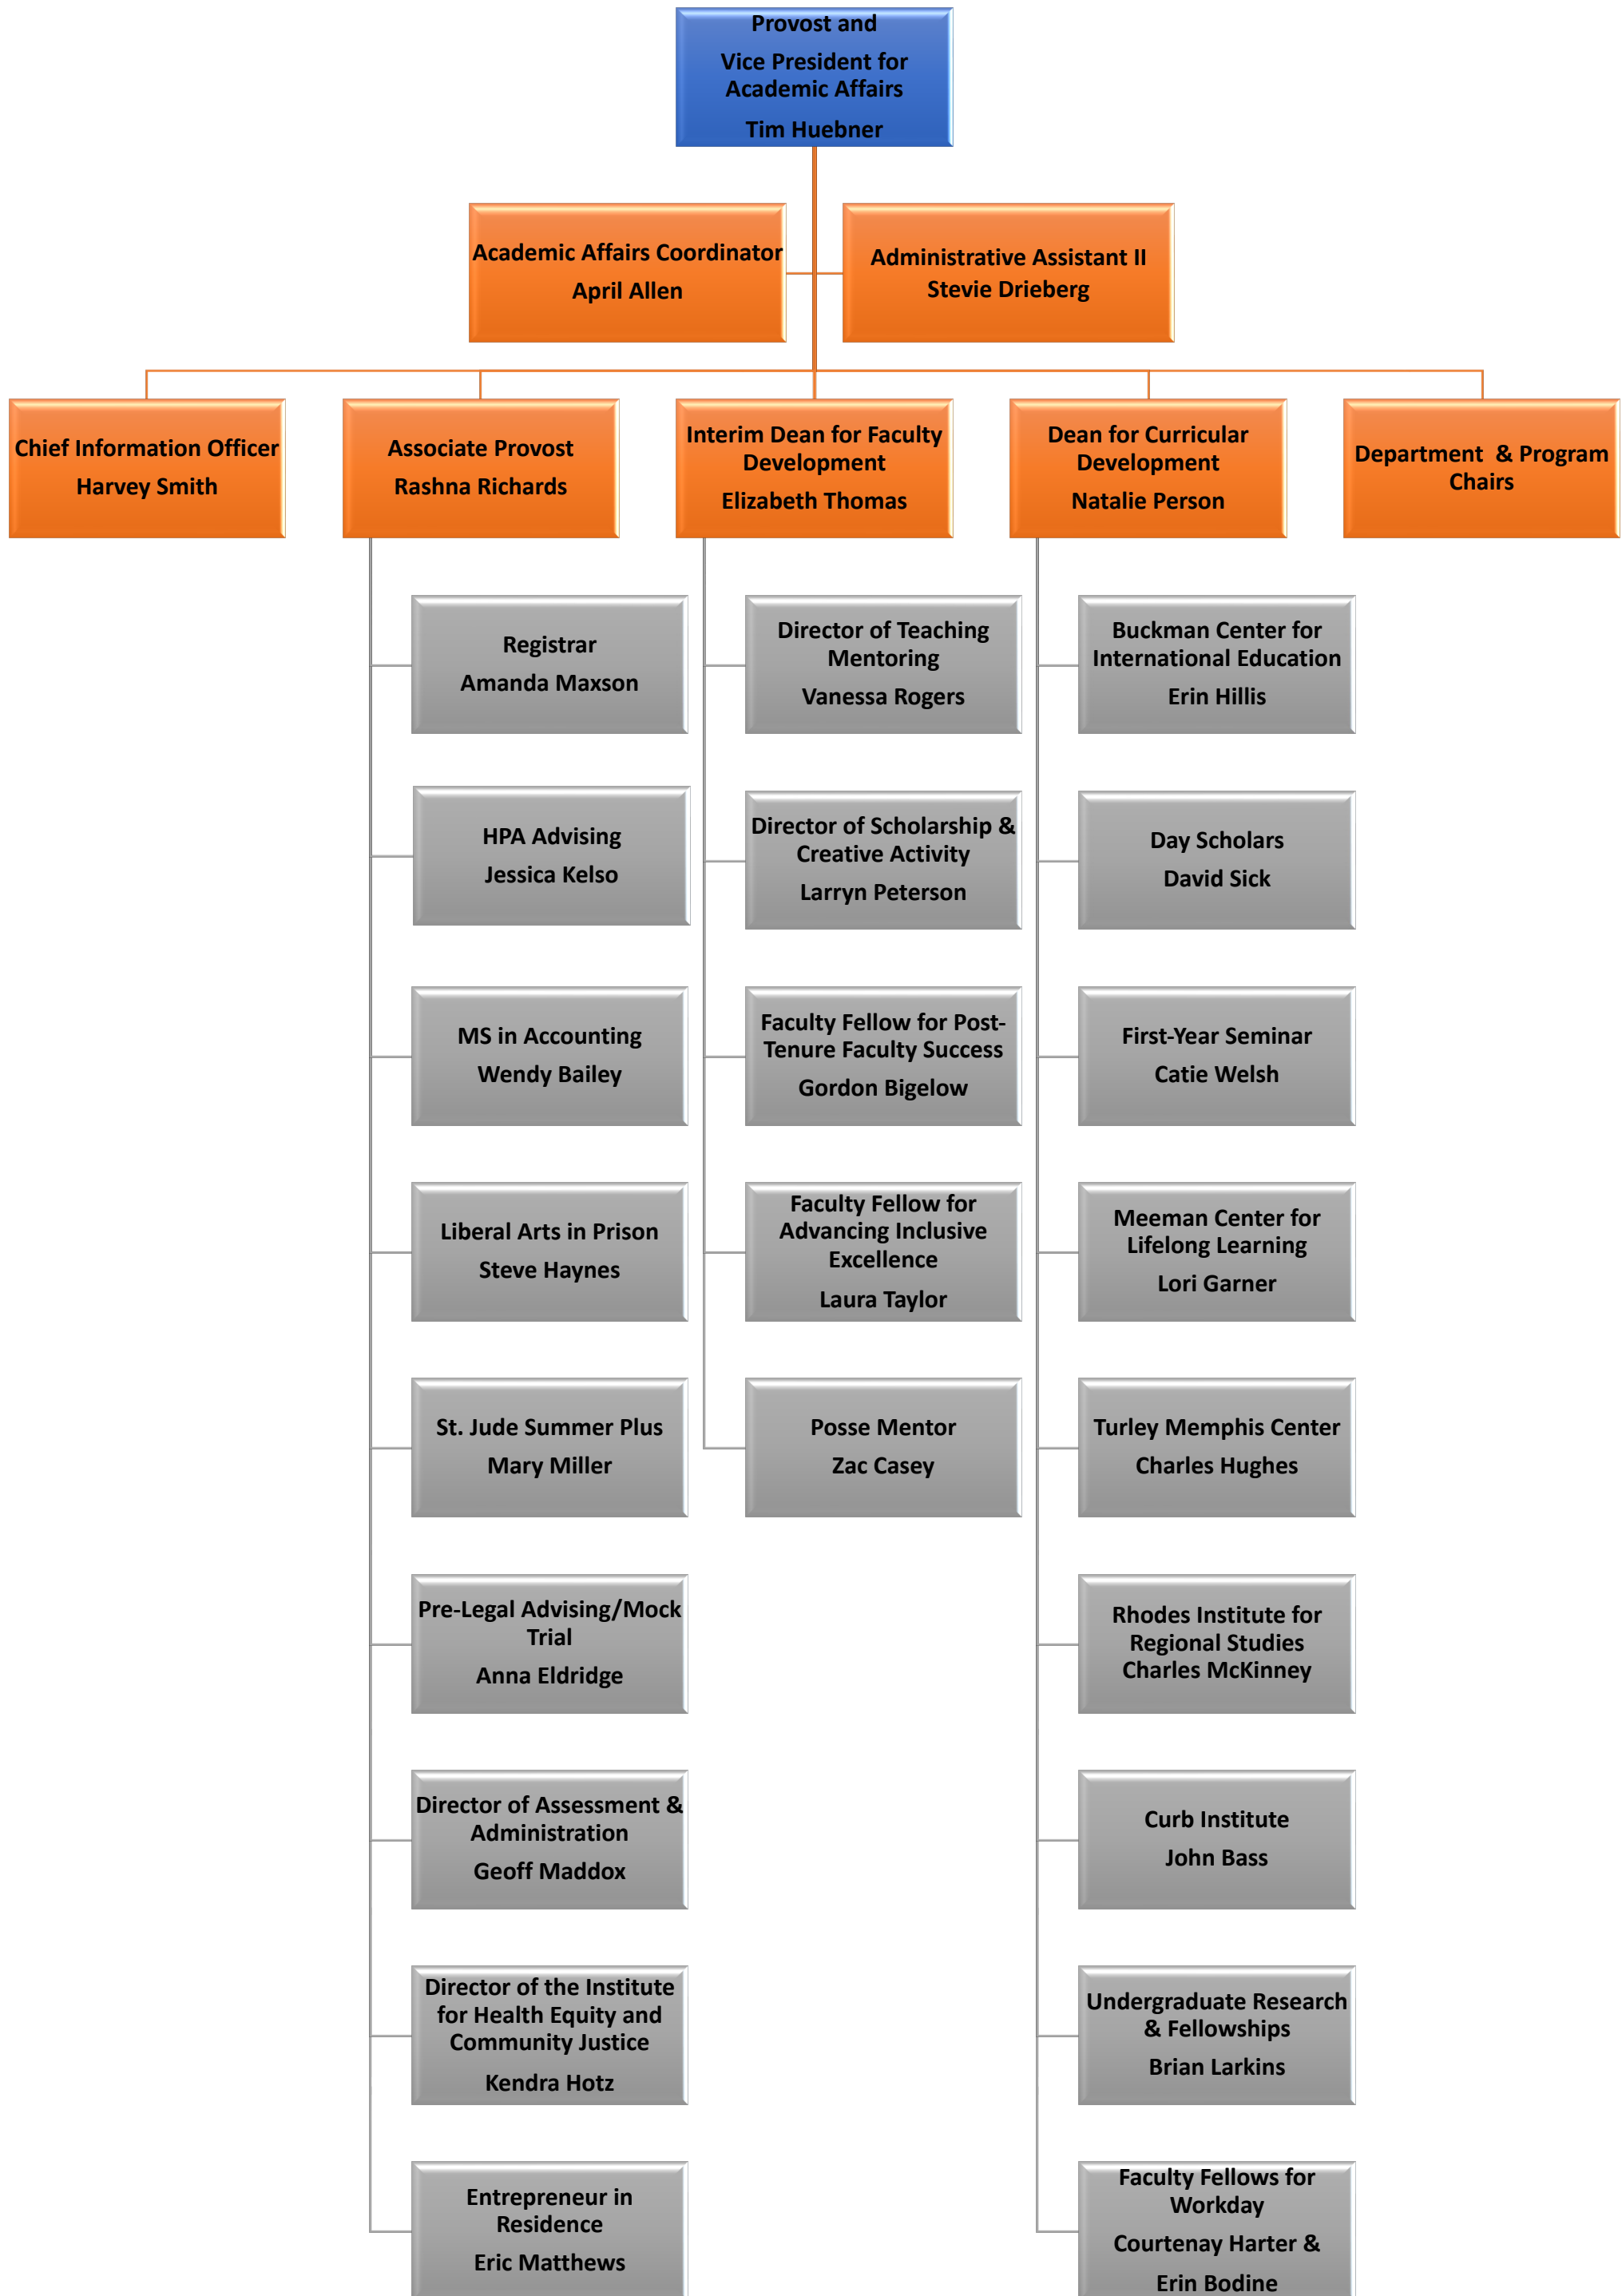 Provost and
Vice President for
Academic Affairs
Tim Huebner
Academic Affairs Coordinator
April Allen
Administrative Assistant II
Stevie Drieberg
Chief Information Officer
Harvey Smith
Associate Provost
Rashna Richards
Interim Dean for Faculty
Development
Elizabeth Thomas
Dean for Curricular
Development
Natalie Person
Department & Program
Chairs
Registrar
Amanda Maxson
HPA Advising
Jessica Kelso
MS in Accounting
Wendy Bailey
Liberal Arts in Prison
Steve Haynes
St. Jude Summer Plus
Mary Miller
Pre-Legal Advising/Mock
Trial
Anna Eldridge
Director of Assessment &
Administration
Geoff Maddox
Director of the Institute
for Health Equity and
Community Justice
Kendra Hotz
Entrepreneur in
Residence
Eric Matthews
Director of Teaching
Mentoring
Vanessa Rogers
Director of Scholarship &
Creative Activity
Larryn Peterson
Faculty Fellow for Post-
Tenure Faculty Success
Gordon Bigelow
Faculty Fellow for
Advancing Inclusive
Excellence
Laura Taylor
Posse Mentor
Zac Casey
Buckman Center for
International Education
Erin Hillis
Day Scholars
David Sick
First-Year Seminar
Catie Welsh
Meeman Center for
Lifelong Learning
Lori Garner
Turley Memphis Center
Charles Hughes
Rhodes Institute for
Regional Studies
Charles McKinney
Curb Institute
John Bass
Undergraduate Research
& Fellowships
Brian Larkins
Faculty Fellows for
Workday
Courtenay Harter &
Erin Bodine